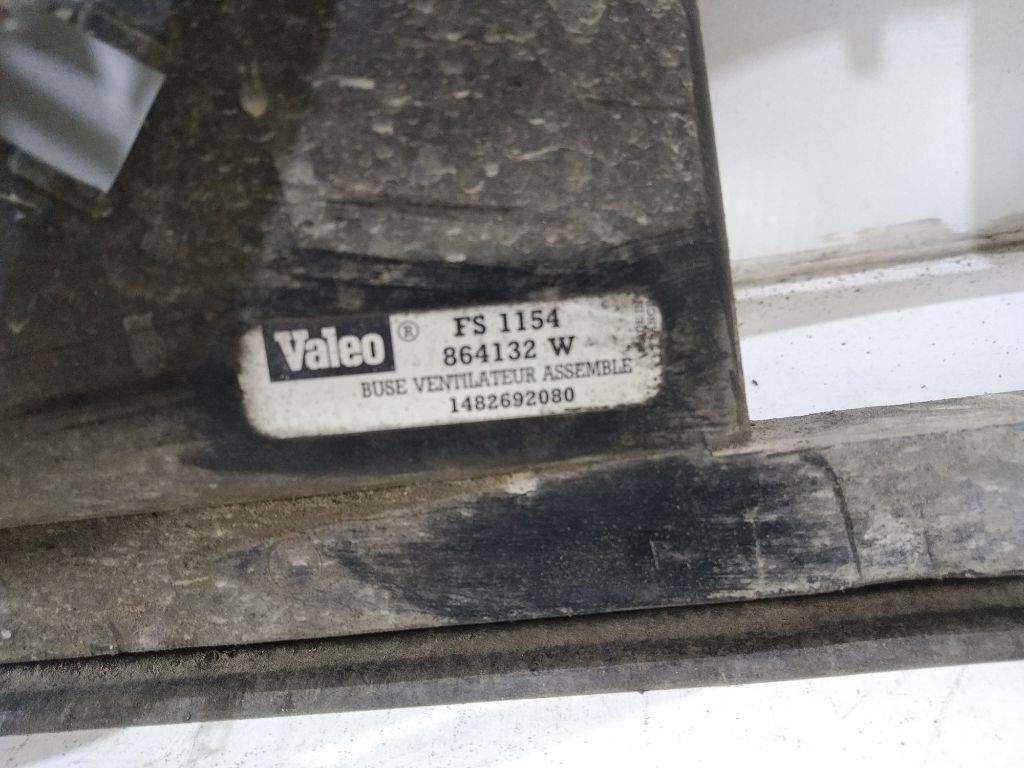 Valeo® FS 1154
864132 W
BUSE VENTILATEUR ASSEMBLE
1482692080